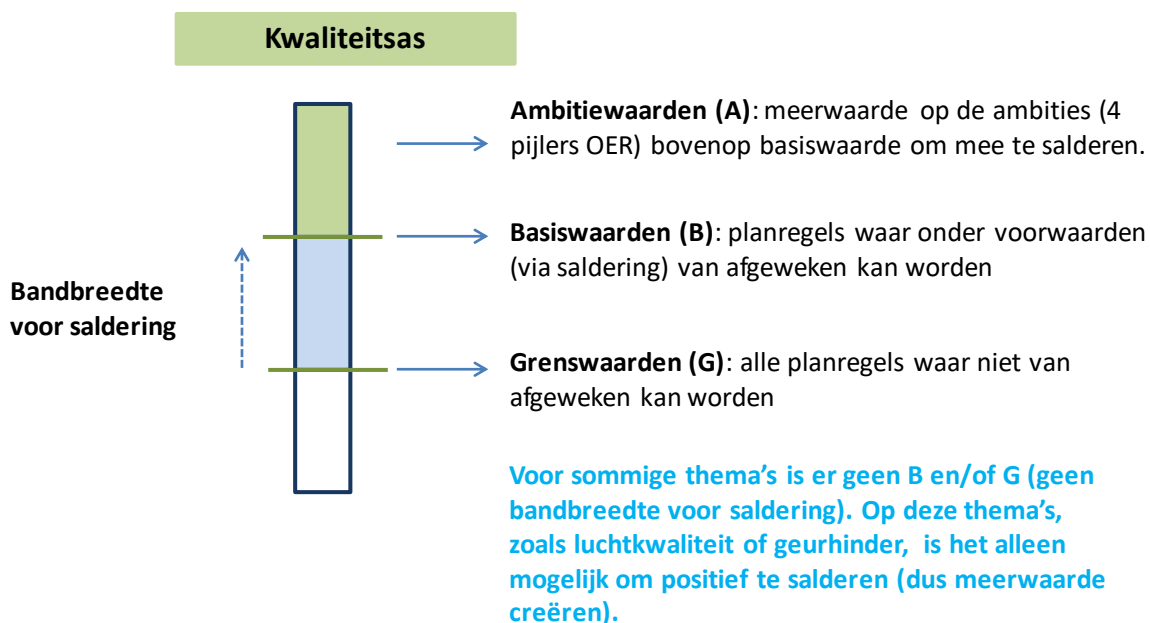 Kwaliteitsas
Ambitiewaarden (A): meerwaarde op de ambities (4
pijlers OER) bovenop basiswaarde om mee te salderen.
Basiswaarden (B): planregels waar onder voorwaarden
(via saldering) van afgeweken kan worden
Bandbreedte
voor saldering
Grenswaarden (G): alle planregels waar niet van
afgeweken kan worden
Voor sommige thema’s is er geen B en/of G (geen
bandbreedte voor saldering). Op deze thema’s,
zoals luchtkwaliteit of geurhinder, is het alleen
mogelijk om positief te salderen (dus meerwaarde
creëren).